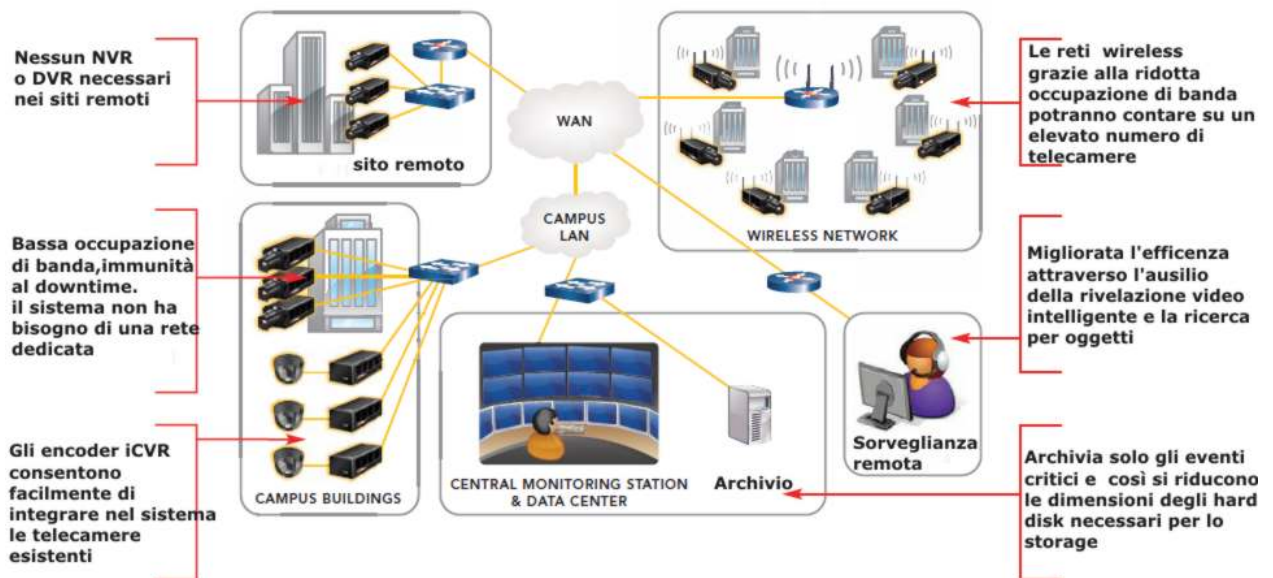 Nessun NVR
o DVR necessari
nei siti remoti
sito remoto
WAN
WIRELESS NETWORK
Le reti wireless
grazie alla ridotta
occupazione di banda
potranno contare su un
elevato numero di
telecamere
Bassa occupazione
di banda,immunità
al downtime.
il sistema non ha
bisogno di una rete
dedicata
CAMPUS
LAN
Migliorata l'efficenza
attraverso l'ausilio
della rivelazione video
intelligente e la ricerca
per oggetti
Gli encoder iCVR
consentono
facilmente di
integrare nel sistema
le telecamere
esistenti
CAMPUS BUILDINGS
CENTRAL MONITORING STATION
& DATA CENTER
Archivio
Sorveglianza
remota
Archivia solo gli eventi
critici e così si riducono
le dimensioni degli hard
disk necessari per lo
storage